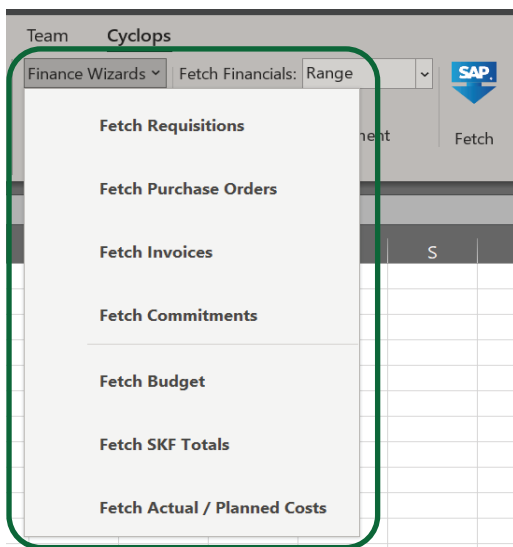 Team Cyclops
Finance Wizards Fetch Financials: Range
SAP
Fetch
Fetch Requisitions
Fetch Purchase Orders
Fetch Invoices
S
Fetch Commitments
Fetch Budget
Fetch SKF Totals
Fetch Actual / Planned Costs